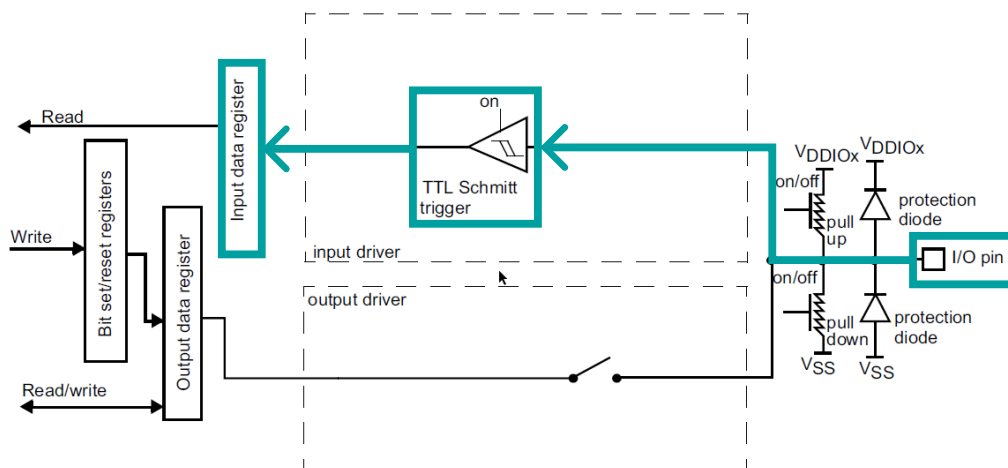 Read
Input data register
on
TTL Schmitt
trigger
input driver
Write
Bit set/reset registers
Output data register
Read/write
output driver
VDDIOx
VDDIOx
on/off
pull
up
protection
diode
I/O pin
on/off
pull
down
protection
diode
VSS
VSS